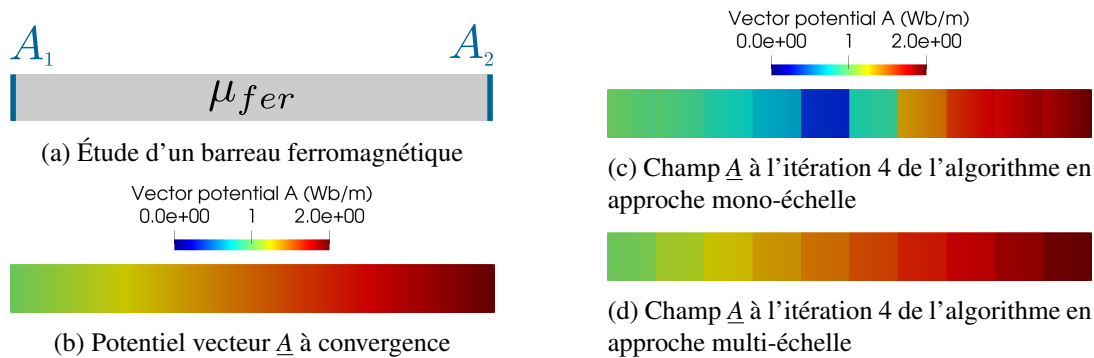 A₁ A₂
μ_fer
(a) Étude d'un barreau ferromagnétique
Vector potential A (Wb/m)
0.0e+00 1 2.0e+00
(b) Potentiel vecteur A à convergence
Vector potential A (Wb/m)
0.0e+00 1 2.0e+00
(c) Champ A à l'itération 4 de l'algorithme en
approche mono-échelle
(d) Champ A à l'itération 4 de l'algorithme en
approche multi-échelle